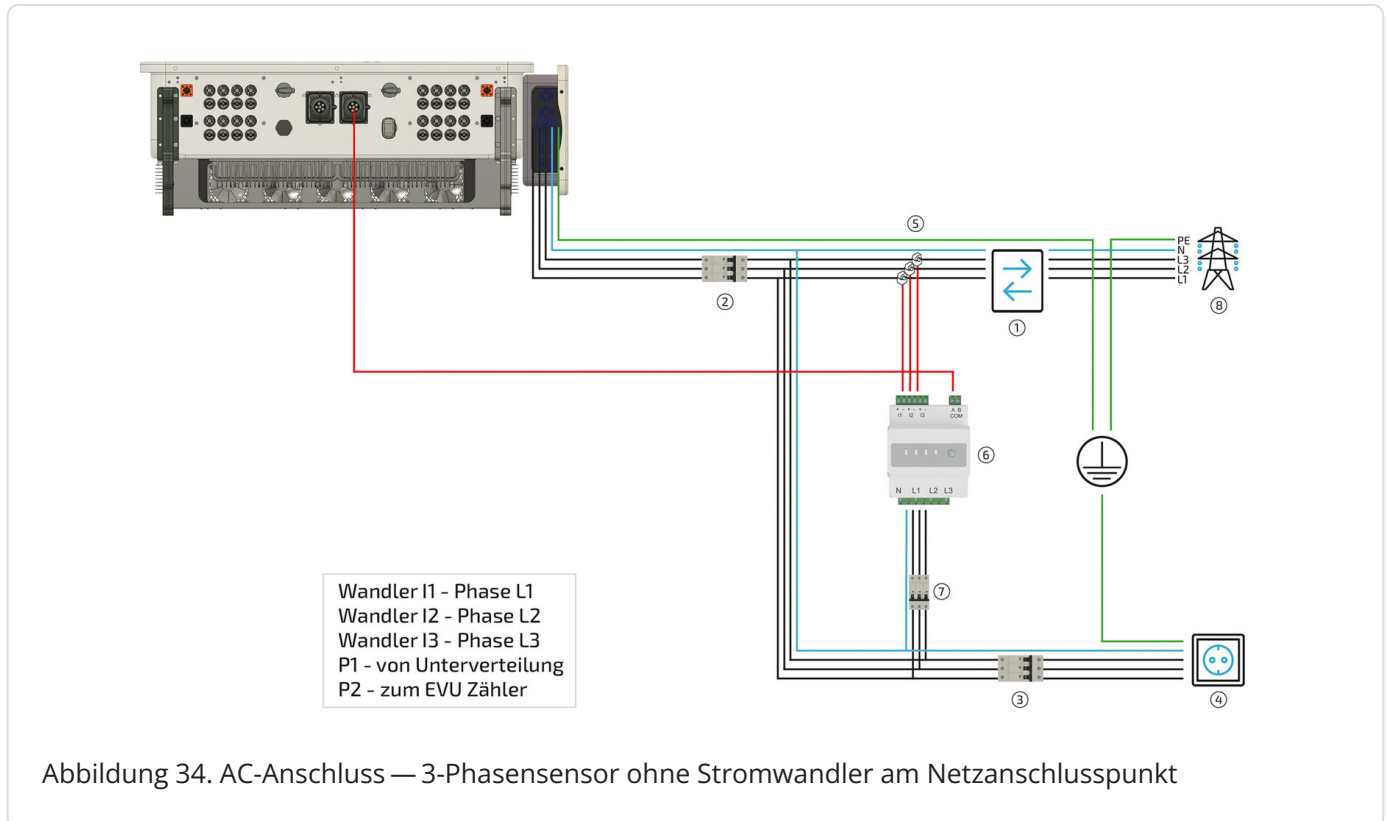 ⑤
PE
N
L3
L2
L1
②
①
⑧
+ - + - + -
I1 I2 I3
A B
COM
⑥
N L1 L2 L3
⑦
Wandler I1 - Phase L1
Wandler I2 - Phase L2
Wandler I3 - Phase L3
P1 - von Unterverteilung
P2 - zum EVU Zähler
③
④
Abbildung 34. AC-Anschluss — 3-Phasensensor ohne Stromwandler am Netzanschlusspunkt